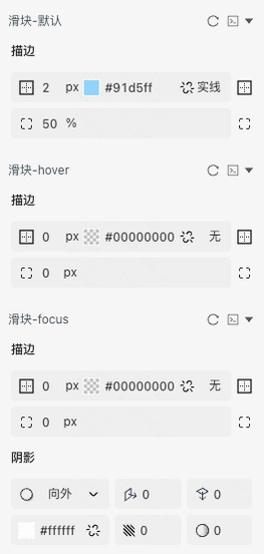 滑块-默认
描边
2 px #91d5ff 实线
50 %
滑块-hover
描边
0 px #00000000 无
0 px
滑块-focus
描边
0 px #00000000 无
0 px
阴影
向外 0 0
#ffffff 0 0